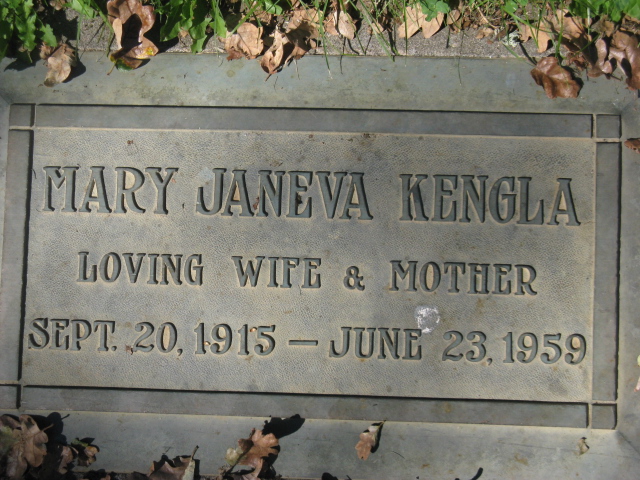 MARY JANEVA KENGLA
LOVING WIFE & MOTHER
SEPT. 20, 1915 — JUNE 23, 1959